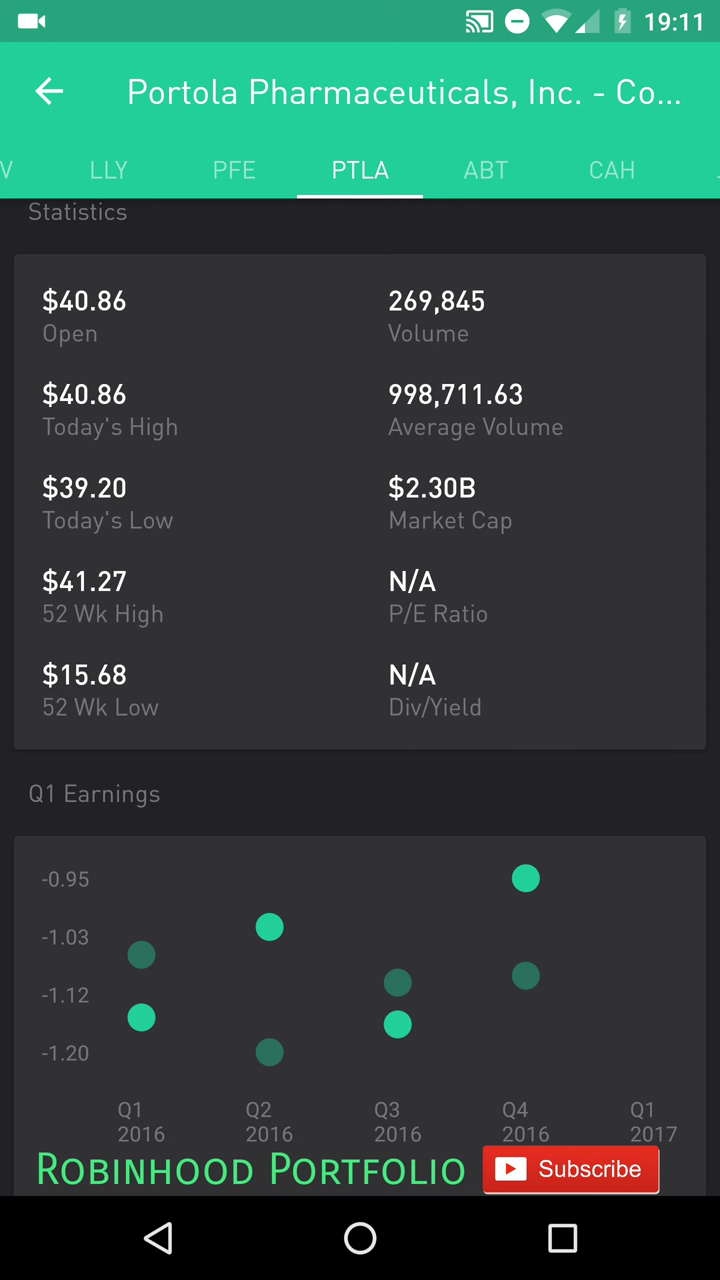 19:11
Portola Pharmaceuticals, Inc. - Co...
V LLY PFE PTLA ABT CAH
Statistics
$40.86 269,845
Open Volume
$40.86 998,711.63
Today's High Average Volume
$39.20 $2.30B
Today's Low Market Cap
$41.27 N/A
52 Wk High P/E Ratio
$15.68 N/A
52 Wk Low Div/Yield
Q1 Earnings
-0.95
-1.03
-1.12
-1.20
Q1 Q2 Q3 Q4 Q1
2016 2016 2016 2016 2017
Robinhood Portfolio Subscribe